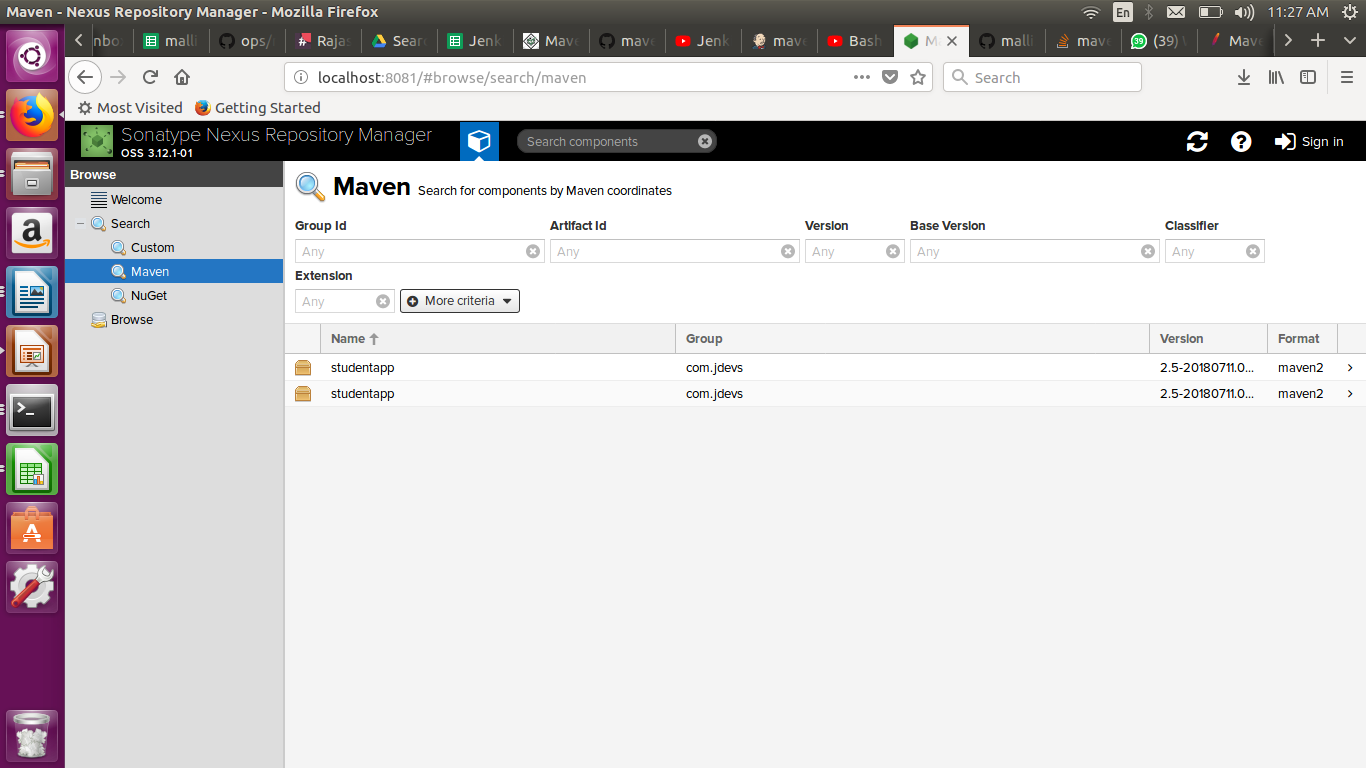 Maven - Nexus Repository Manager - Mozilla Firefox
En
11:27 AM
malli
ops/
Rajas
Sear
Jenk
Mave
mave
Jenk
mave
Bash
M
malli
mave
(39)
Mave
localhost:8081/#browse/search/maven
Search
Most Visited
Getting Started
Sonatype Nexus Repository Manager
OSS 3.12.1-01
Search components
Sign in
Browse
Welcome
Search
Custom
Maven
NuGet
Browse
Maven Search for components by Maven coordinates
Group Id Artifact Id Version Base Version Classifier
Any Any Any Any Any
Extension
Any More criteria
Name Group Version Format
studentapp com.jdevs 2.5-20180711.0... maven2
studentapp com.jdevs 2.5-20180711.0... maven2